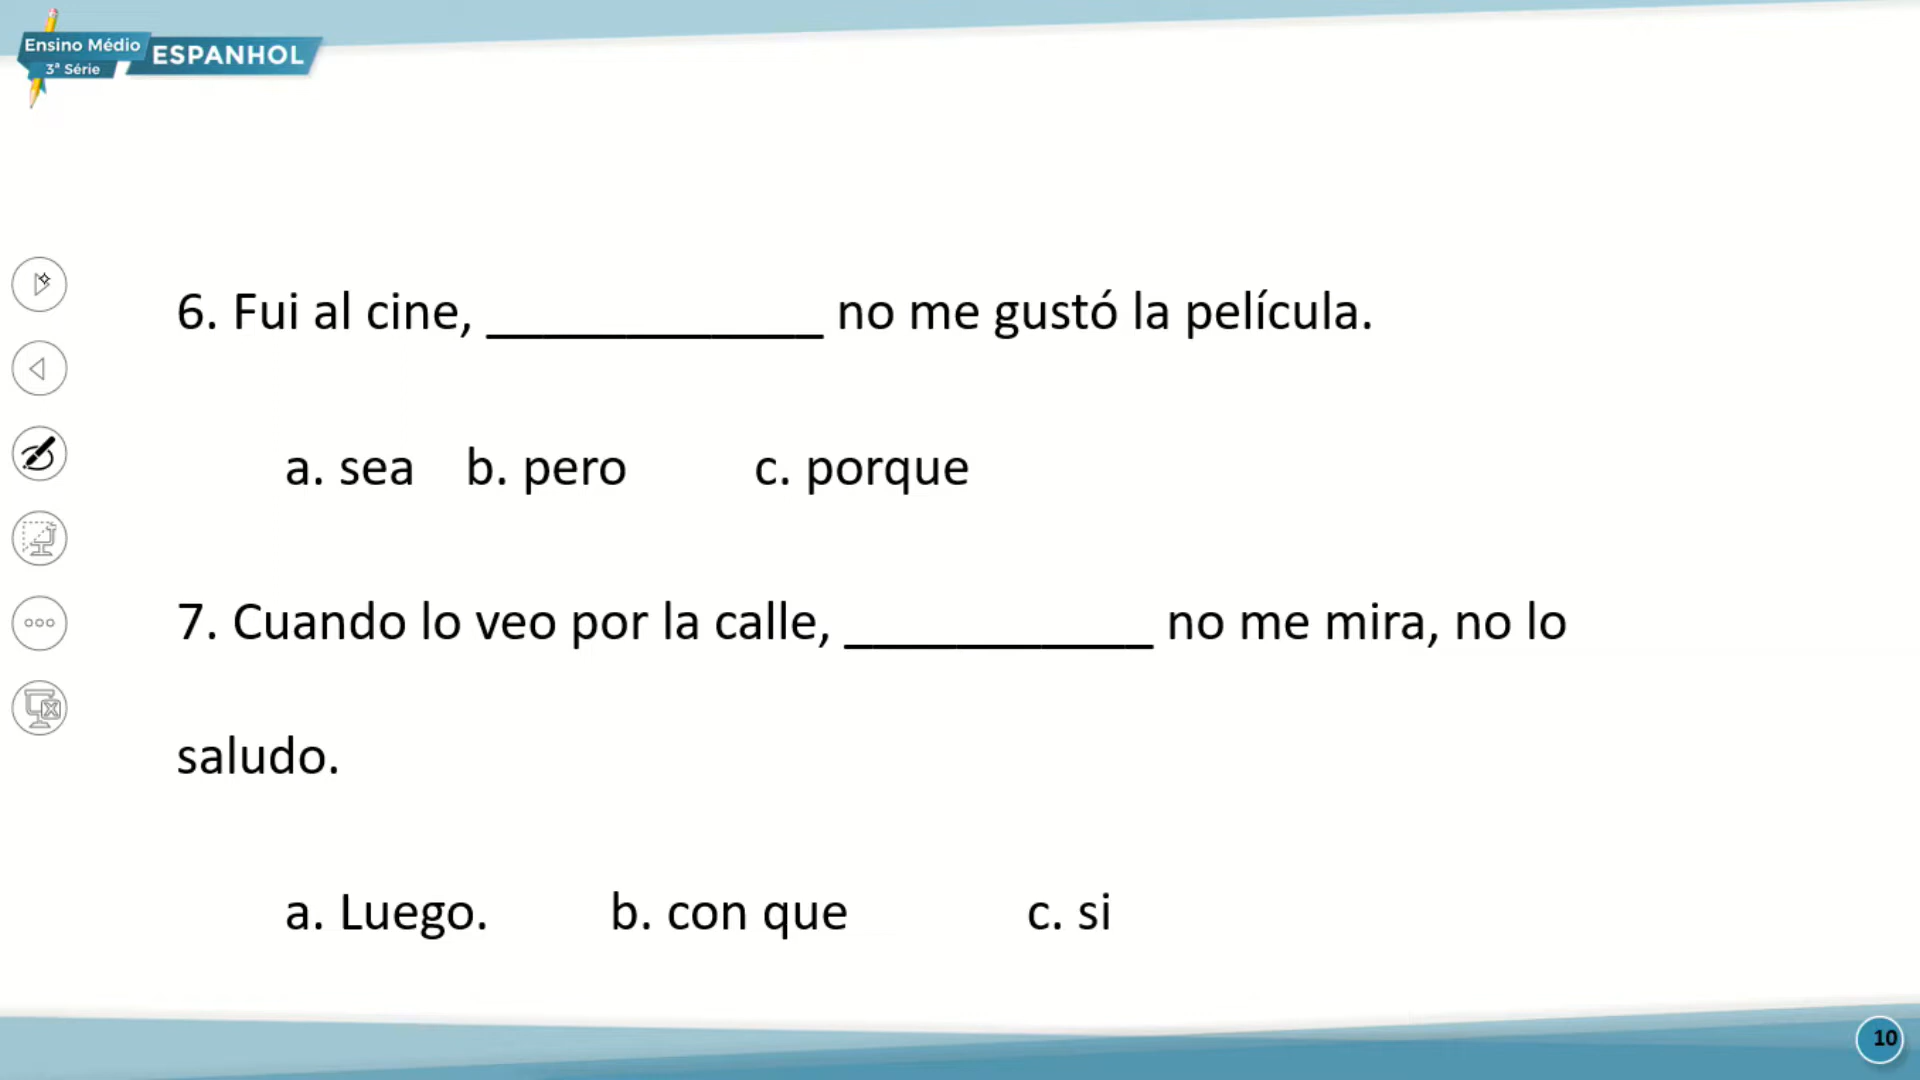 Ensino Médio
3ª Série
ESPANHOL
6. Fui al cine, ____________ no me gustó la película.
a. sea b. pero c. porque
7. Cuando lo veo por la calle, ___________ no me mira, no lo
saludo.
a. Luego. b. con que c. si
10